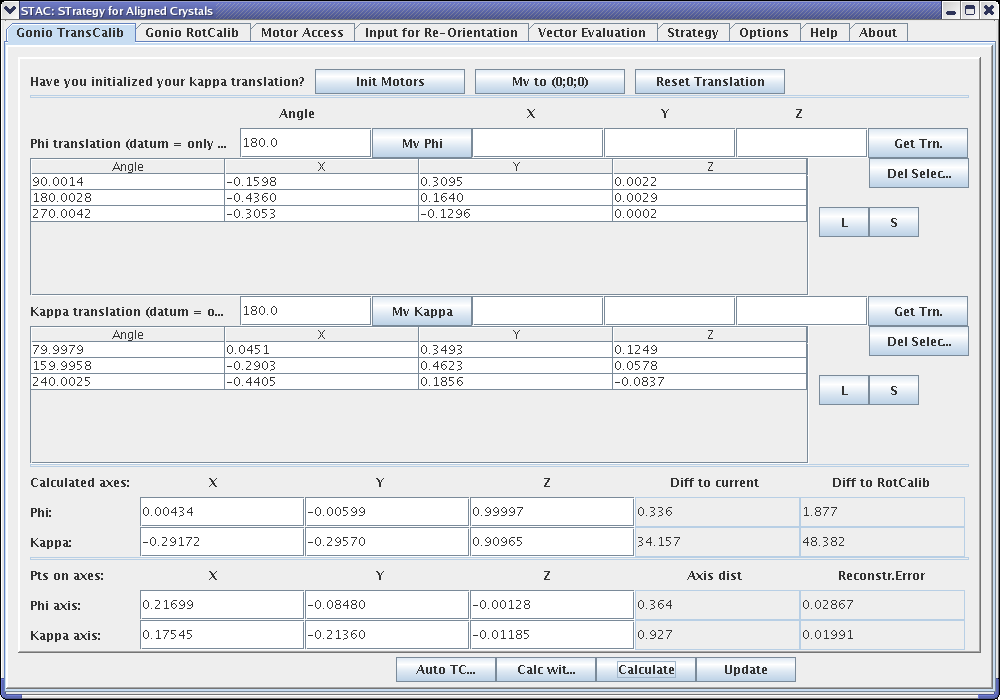 STAC: STrategy for Aligned Crystals
Gonio TransCalib Gonio RotCalib Motor Access Input for Re-Orientation Vector Evaluation Strategy Options Help About
Have you initialized your kappa translation? Init Motors Mv to (0;0;0) Reset Translation
Angle X Y Z
Phi translation (datum = only ... 180.0 Mv Phi Get Trn.
Angle X Y Z Del Selec...
90.0014 -0.1598 0.3095 0.0022
180.0028 -0.4360 0.1640 0.0029
270.0042 -0.3053 -0.1296 0.0002
L S
Kappa translation (datum = o... 180.0 Mv Kappa Get Trn.
Angle X Y Z Del Selec...
79.9979 0.0451 0.3493 0.1249
159.9958 -0.2903 0.4623 0.0578
240.0025 -0.4405 0.1856 -0.0837
L S
Calculated axes: X Y Z Diff to current Diff to RotCalib
Phi: 0.00434 -0.00599 0.99997 0.336 1.877
Kappa: -0.29172 -0.29570 0.90965 34.157 48.382
Pts on axes: X Y Z Axis dist Reconstr.Error
Phi axis: 0.21699 -0.08480 -0.00128 0.364 0.02867
Kappa axis: 0.17545 -0.21360 -0.01185 0.927 0.01991
Auto TC... Calc wit... Calculate Update